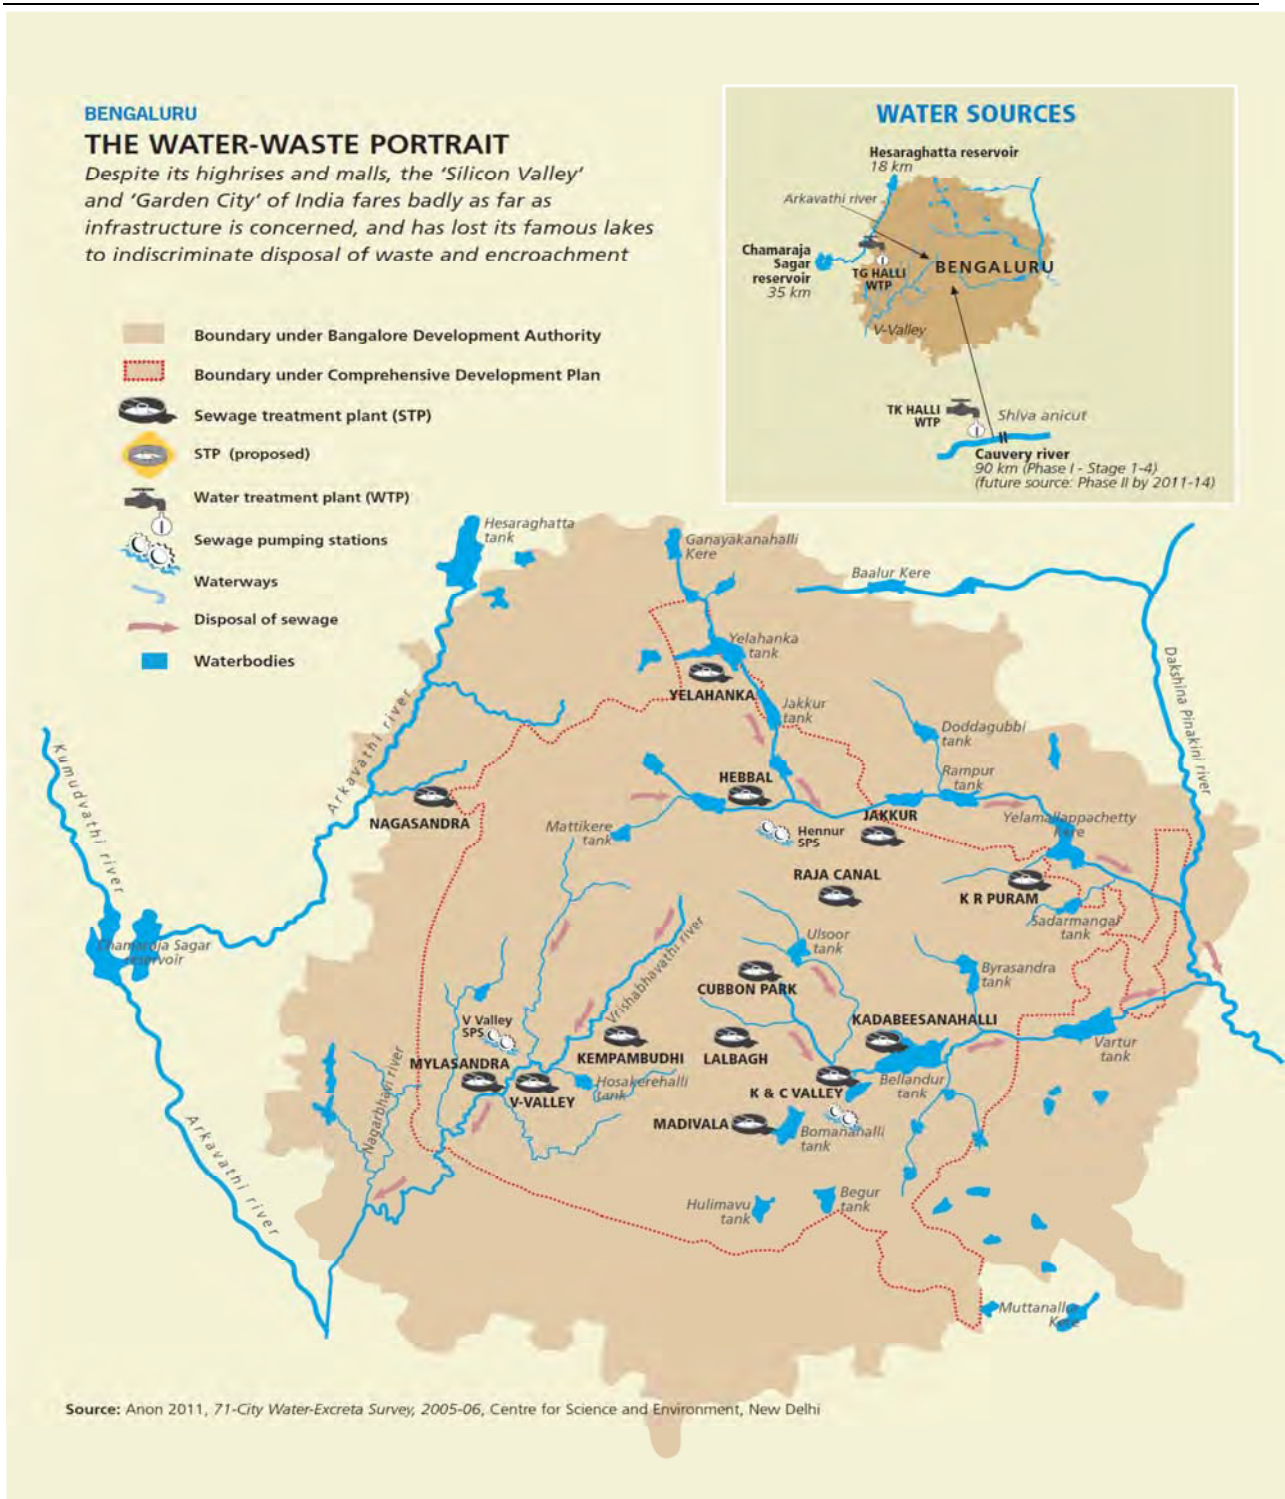 BENGALURU
THE WATER-WASTE PORTRAIT
Despite its highrises and malls, the ‘Silicon Valley’
and ‘Garden City’ of India fares badly as far as
infrastructure is concerned, and has lost its famous lakes
to indiscriminate disposal of waste and encroachment
Boundary under Bangalore Development Authority
Boundary under Comprehensive Development Plan
Sewage treatment plant (STP)
STP (proposed)
Water treatment plant (WTP)
Sewage pumping stations
Waterways
Disposal of sewage
Waterbodies
WATER SOURCES
Hesaraghatta reservoir
18 km
Arkavathi river
Chamaraja
Sagar
reservoir
35 km
TG HALLI
WTP
BENGALURU
V-Valley
TK HALLI
WTP
Shiva anicut
Cauvery river
90 km (Phase I - Stage 1-4)
(future source: Phase II by 2011-14)
Hesaraghatta
tank
Ganayakanahalli
Kere
Baalur Kere
Yelahanka
tank
YELAHANKA
Jakkur
tank
Dakshina Pinakini river
Doddagubbi
tank
Arkavathi river
Kumudvathi river
HEBBAL
Rampur
tank
NAGASANDRA
Mattikere
tank
Hennur
SPS
JAKKUR
Yelamallappachetty
Kere
RAJA CANAL
K R PURAM
Sadarmangal
tank
Chamaraja Sagar
reservoir
Vrishabhavathi river
Ulsoor
tank
CUBBON PARK
Byrasandra
tank
V Valley
SPS
KADABEESANAHALLI
Vartur
tank
MYLASANDRA
KEMPAMBUDHI
LALBAGH
V-VALLEY
Hosakerehalli
tank
K & C VALLEY
Bellandur
tank
Nagarbhavi river
MADIVALA
Bomanahalli
tank
Arkavathi river
Hulimavu
tank
Begur
tank
Muttanallur
Kere
Source: Anon 2011, 71-City Water-Excreta Survey, 2005-06, Centre for Science and Environment, New Delhi